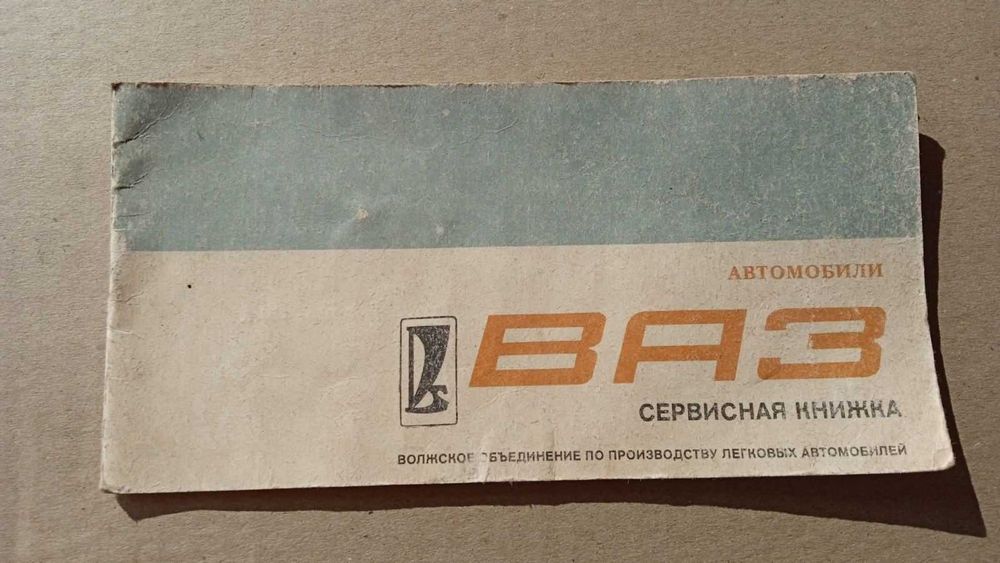 АВТОМОБИЛИ
ВАЗ
СЕРВИСНАЯ КНИЖКА
ВОЛЖСКОЕ ОБЪЕДИНЕНИЕ ПО ПРОИЗВОДСТВУ ЛЕГКОВЫХ АВТОМОБИЛЕЙ